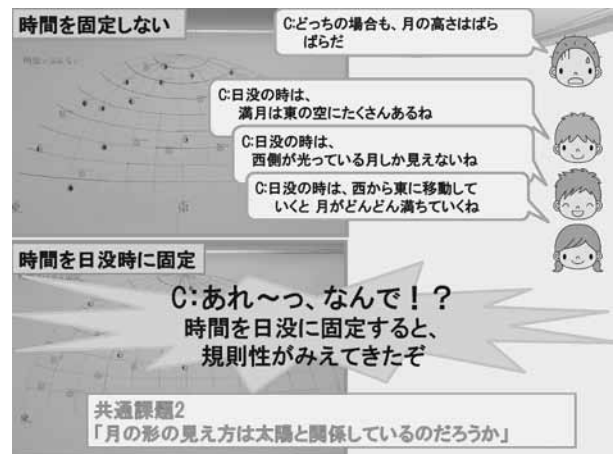 時間を固定しない
C:どっちの場合も、月の高さはばら
ばらだ
C:日没の時は、
満月は東の空にたくさんあるね
C:日没の時は、
西側が光っている月しか見えないね
C:日没の時は、西から東に移動して
いくと 月がどんどん満ちていくね
時間を日没時に固定
C:あれ～っ、なんで！？
時間を日没に固定すると、
規則性がみえてきたぞ
共通課題2
「月の形の見え方は太陽と関係しているのだろうか」